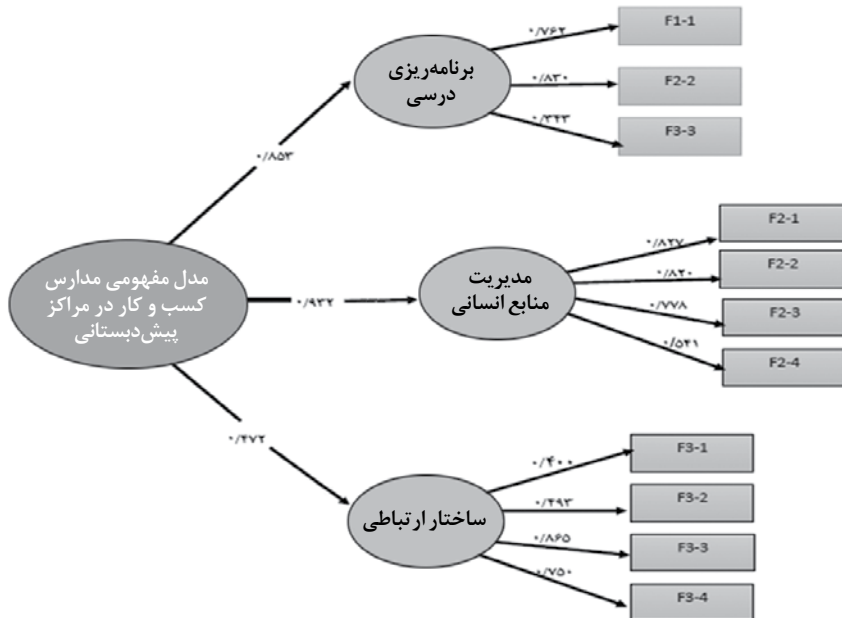 ۰/۷۶۲
F1-1
برنامه‌ریزی
درسی
۰/۸۳۰
F2-2
۰/۳۴۳
F3-3
۰/۸۵۳
F2-1
۰/۸۲۷
مدیریت
منابع انسانی
۰/۸۲۰
F2-2
مدل مفهومی مدارس
کسب و کار در مراکز
پیش‌دبستانی
۰/۹۳۲
۰/۷۷۸
F2-3
۰/۵۴۱
F2-4
۰/۴۷۲
F3-1
۰/۴۰۰
ساختار ارتباطی
۰/۴۹۳
F3-2
۰/۸۶۵
F3-3
۰/۷۵۰
F3-4